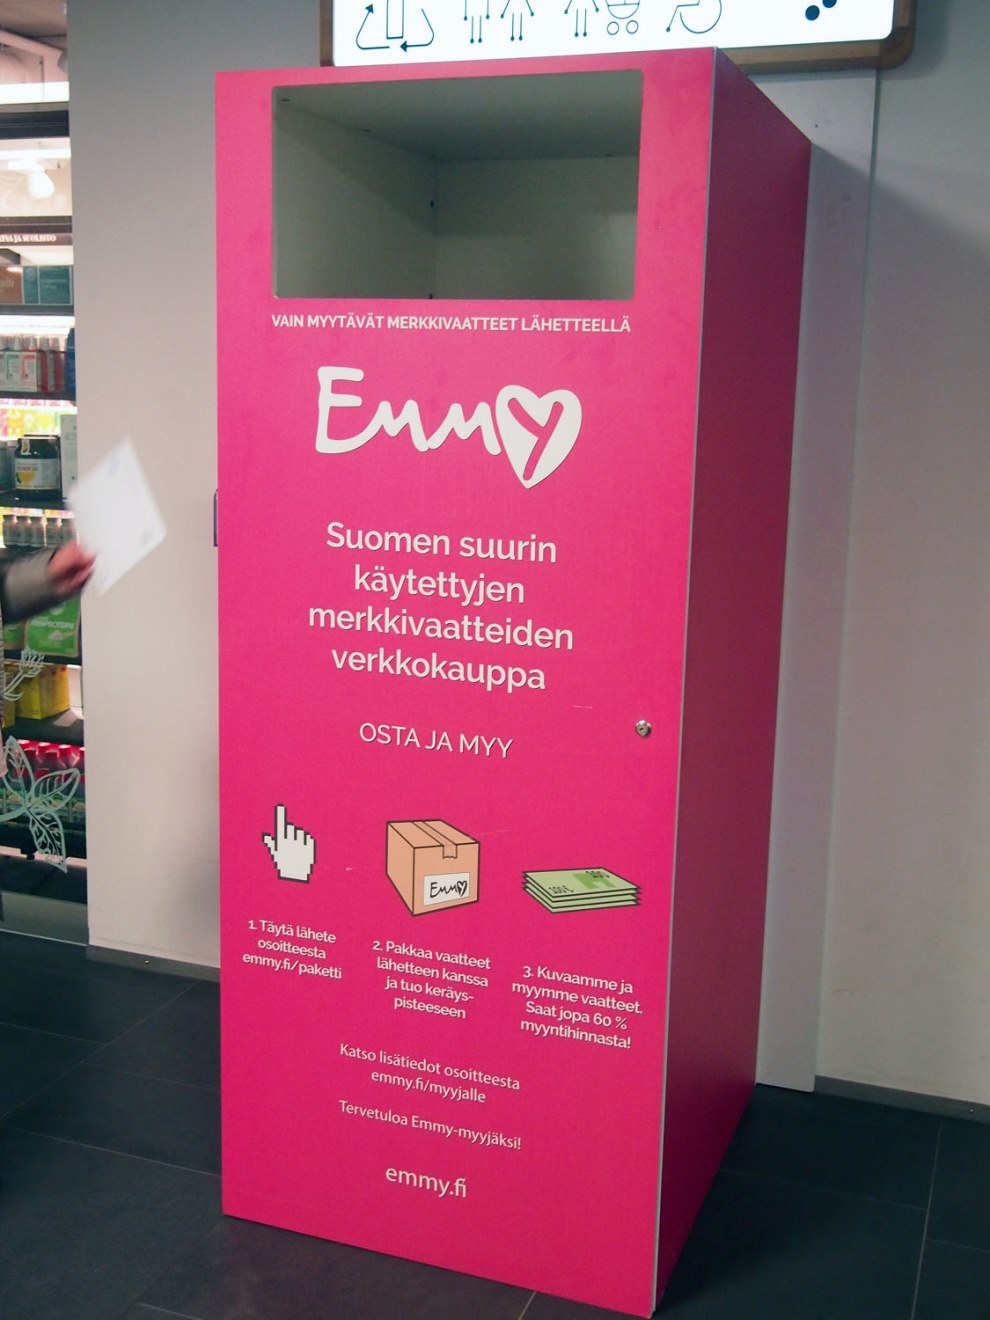 VAIN MYYTÄVÄT MERKKIVAATTEET LÄHETTEELLÄ
Emmy
Suomen suurin
käytettyjen
merkkivaatteiden
verkkokauppa
OSTA JA MYY
Emmy
100 €
1. Täytä lähete
osoitteesta
emmy.fi/paketti
2. Pakkaa vaatteet
lähetteen kanssa
ja tuo keräys-
pisteeseen
3. Kuvaamme ja
myymme vaatteet.
Saat jopa 60 %
myyntihinnasta!
Katso lisätiedot osoitteesta
emmy.fi/myyjalle
Tervetuloa Emmy-myyjäksi!
emmy.fi